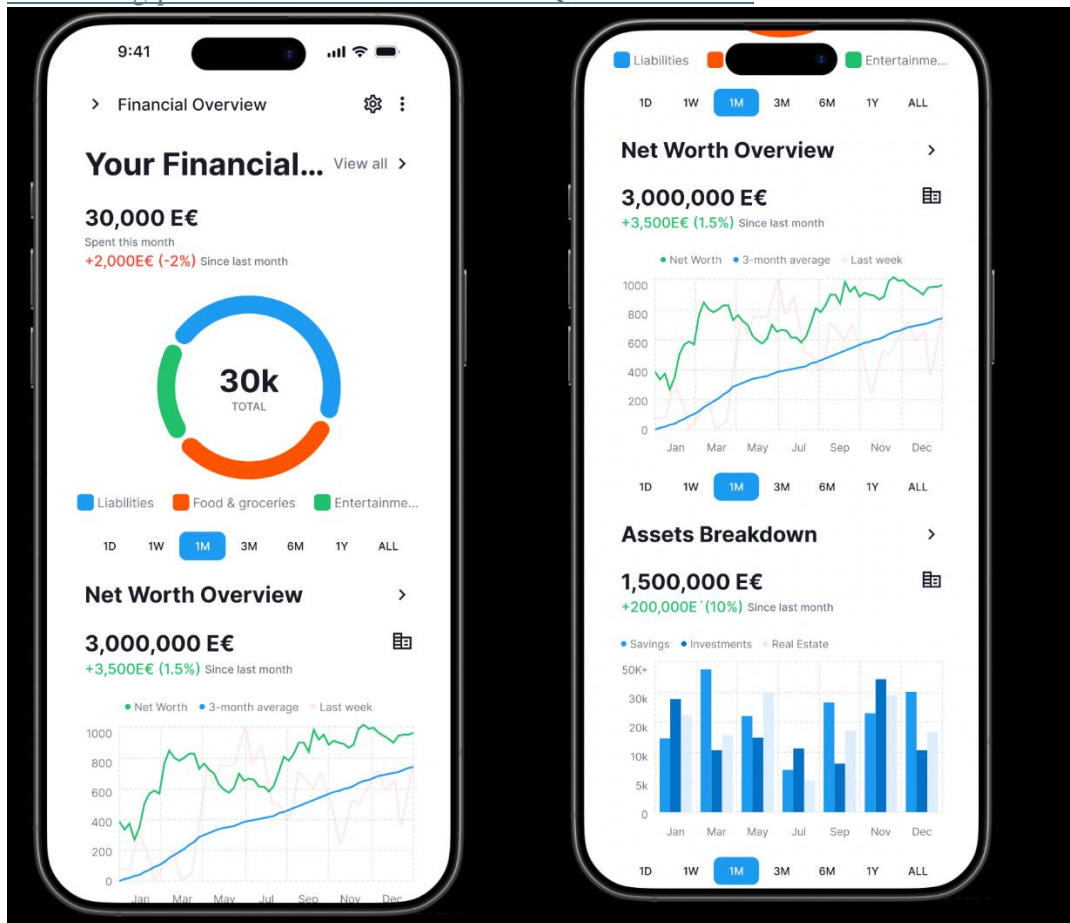 9:41
Financial Overview
Your Financial... View all
30,000 E€
Spent this month
+2,000E€ (-2%) Since last month
30k
TOTAL
Liabilities Food & groceries Entertainme...
1D 1W 1M 3M 6M 1Y ALL
Net Worth Overview
3,000,000 E€
+3,500E€ (1.5%) Since last month
Net Worth 3-month average Last week
1000
800
600
400
200
0
Jan Mar May Jul Sep Nov Dec
Liabilities Entertainme...
1D 1W 1M 3M 6M 1Y ALL
Net Worth Overview
3,000,000 E€
+3,500E€ (1.5%) Since last month
Net Worth 3-month average Last week
1000
800
600
400
200
0
Jan Mar May Jul Sep Nov Dec
1D 1W 1M 3M 6M 1Y ALL
Assets Breakdown
1,500,000 E€
+200,000E´(10%) Since last month
Savings Investments Real Estate
50K+
30k
20k
10k
5k
0
Jan Mar May Jul Sep Nov Dec
1D 1W 1M 3M 6M 1Y ALL